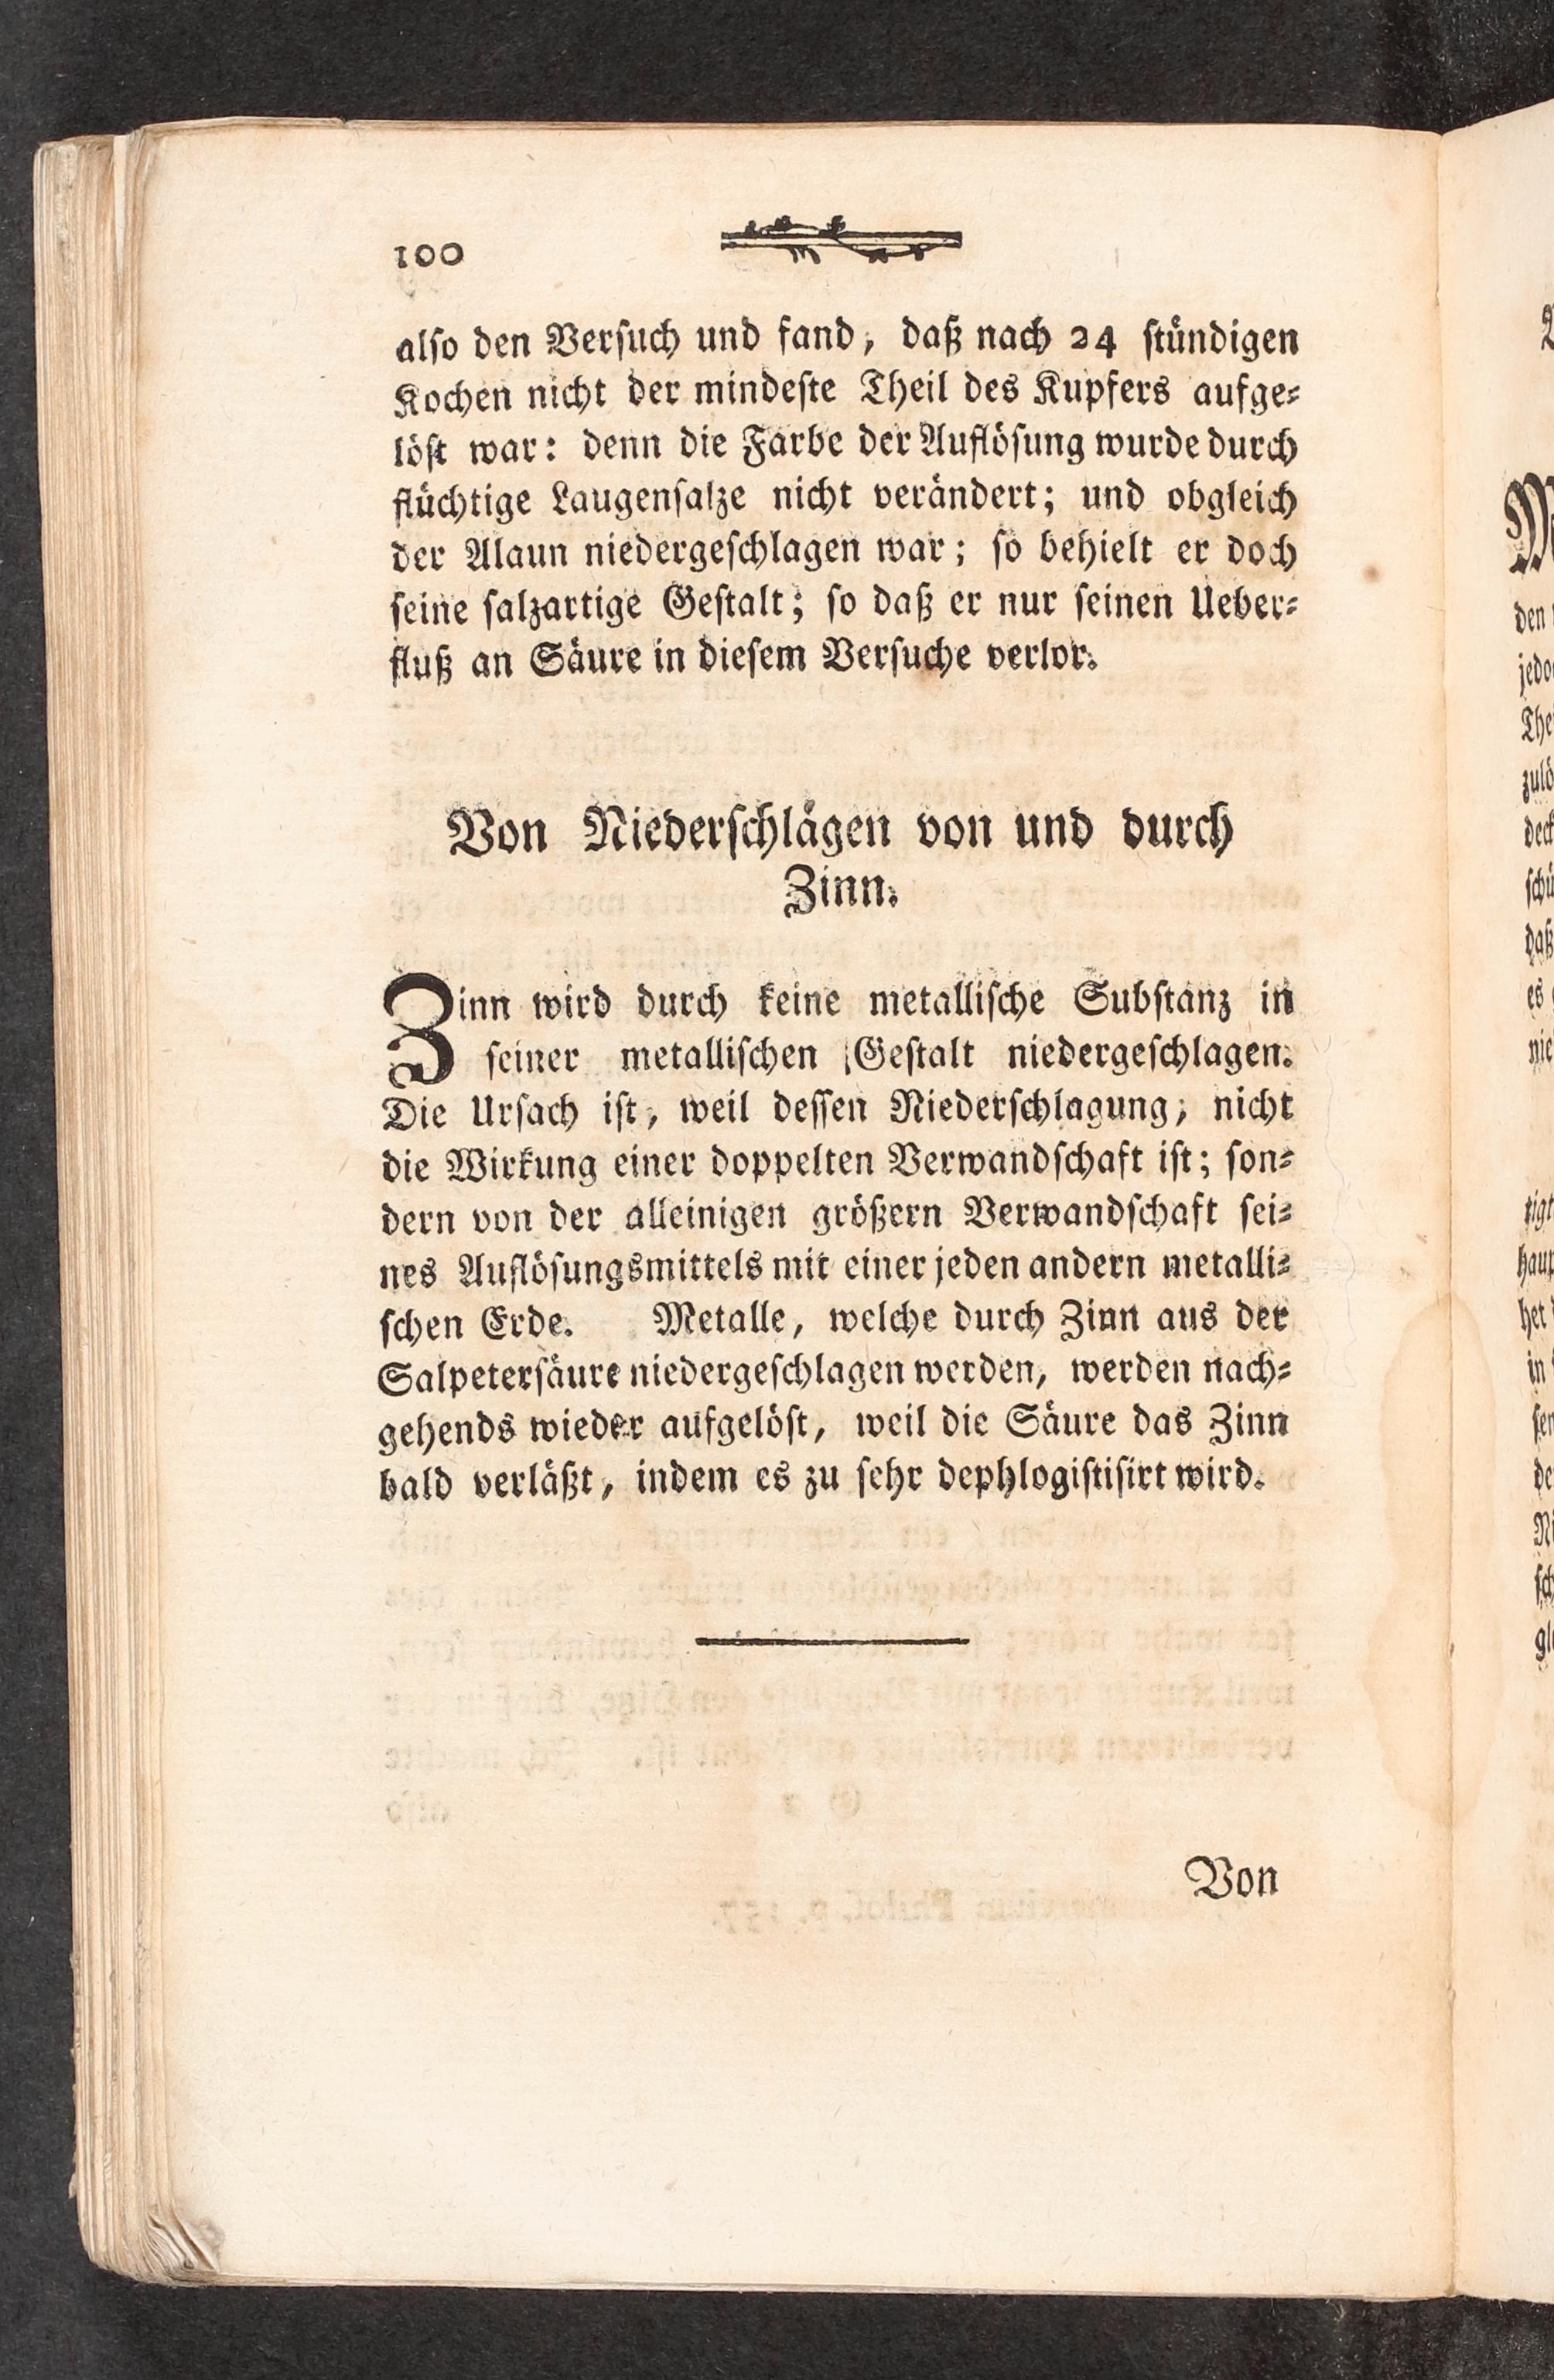 100
also den Verſuch und fand, daß nach 24 ſtündigen
Kochen nicht der mindeſte Theil des Kupfers aufge⸗
löſt war: denn die Farbe der Auflöſung wurde durch
flüchtige Laugenſalze nicht verändert; und obgleich
der Alaun niedergeſchlagen war; ſo behielt er doch
ſeine ſalzartige Geſtalt; ſo daß er nur ſeinen Ueber⸗
fluß an Säure in dieſem Verſuche verlor.
Von Niederſchlägen von und durch
Zinn.
Zinn wird durch keine metalliſche Subſtanz in
ſeiner metalliſchen Geſtalt niedergeſchlagen.
Die Urſach iſt, weil deſſen Niederſchlagung, nicht
die Wirkung einer doppelten Verwandſchaft iſt; ſon⸗
dern von der alleinigen größern Verwandſchaft ſei⸗
nes Auflöſungsmittels mit einer jeden andern metalli⸗
ſchen Erde. Metalle, welche durch Zinn aus der
Salpeterſäure niedergeſchlagen werden, werden nach⸗
gehends wieder aufgelöſt, weil die Säure das Zinn
bald verläßt, indem es zu ſehr dephlogiſtiſirt wird.
Von